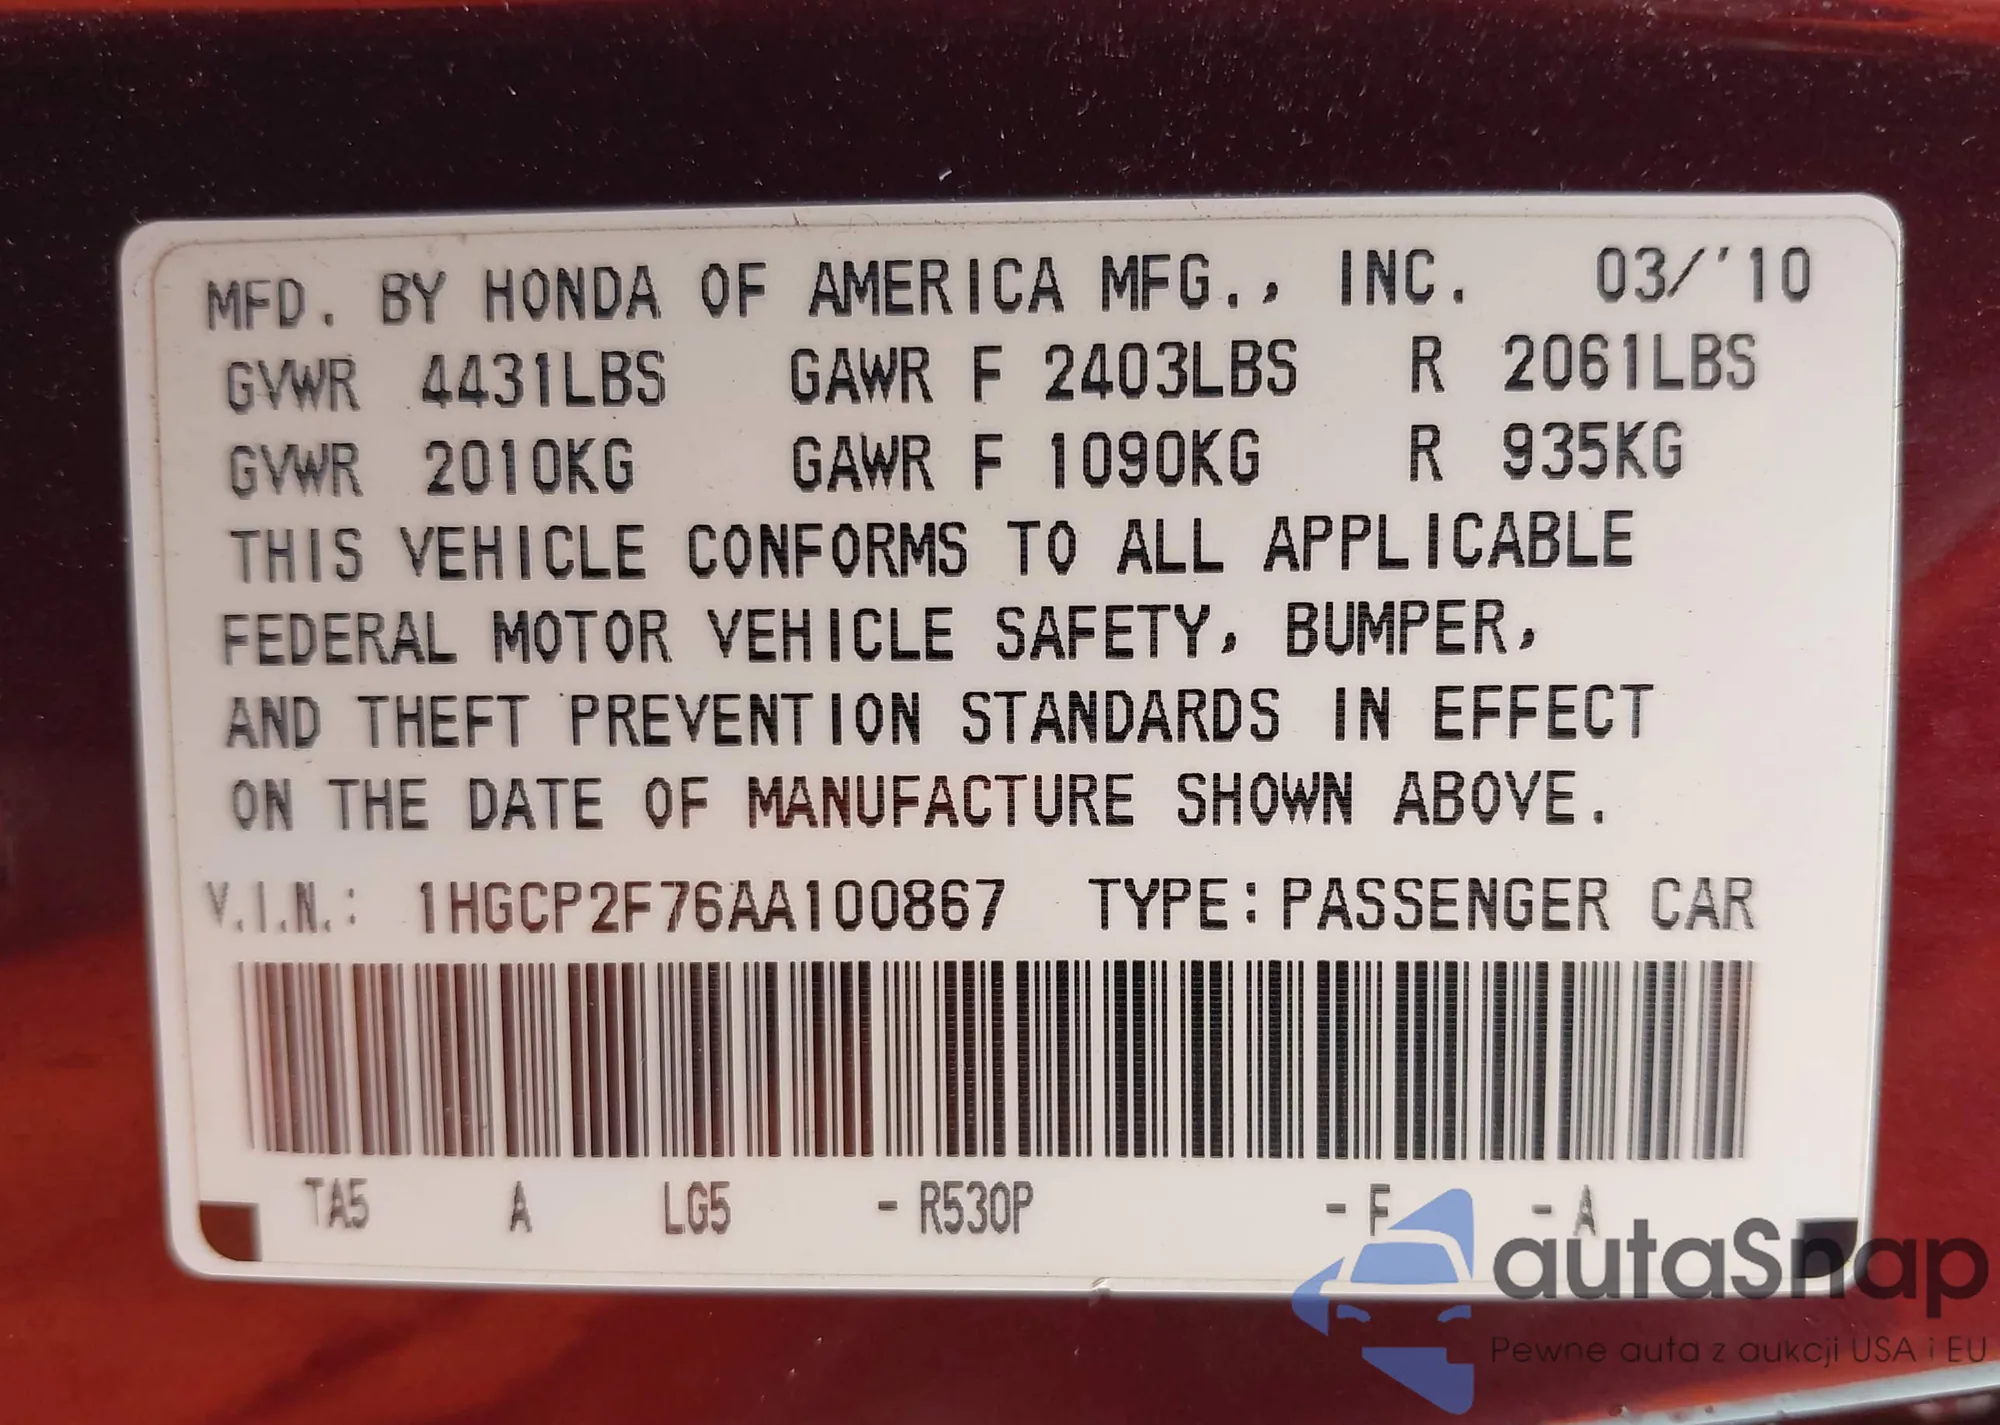 MFD. BY HONDA OF AMERICA MFG., INC. 03/'10
GVWR 4431LBS GAWR F 2403LBS R 2061LBS
GVWR 2010KG GAWR F 1090KG R 935KG
THIS VEHICLE CONFORMS TO ALL APPLICABLE
FEDERAL MOTOR VEHICLE SAFETY, BUMPER,
AND THEFT PREVENTION STANDARDS IN EFFECT
ON THE DATE OF MANUFACTURE SHOWN ABOVE.
V.I.N.: 1HGCP2F76AA100867 TYPE:PASSENGER CAR
TA5 A LG5 - R530P - F - A
autaSnap
Pewne auta z aukcji USA i EU